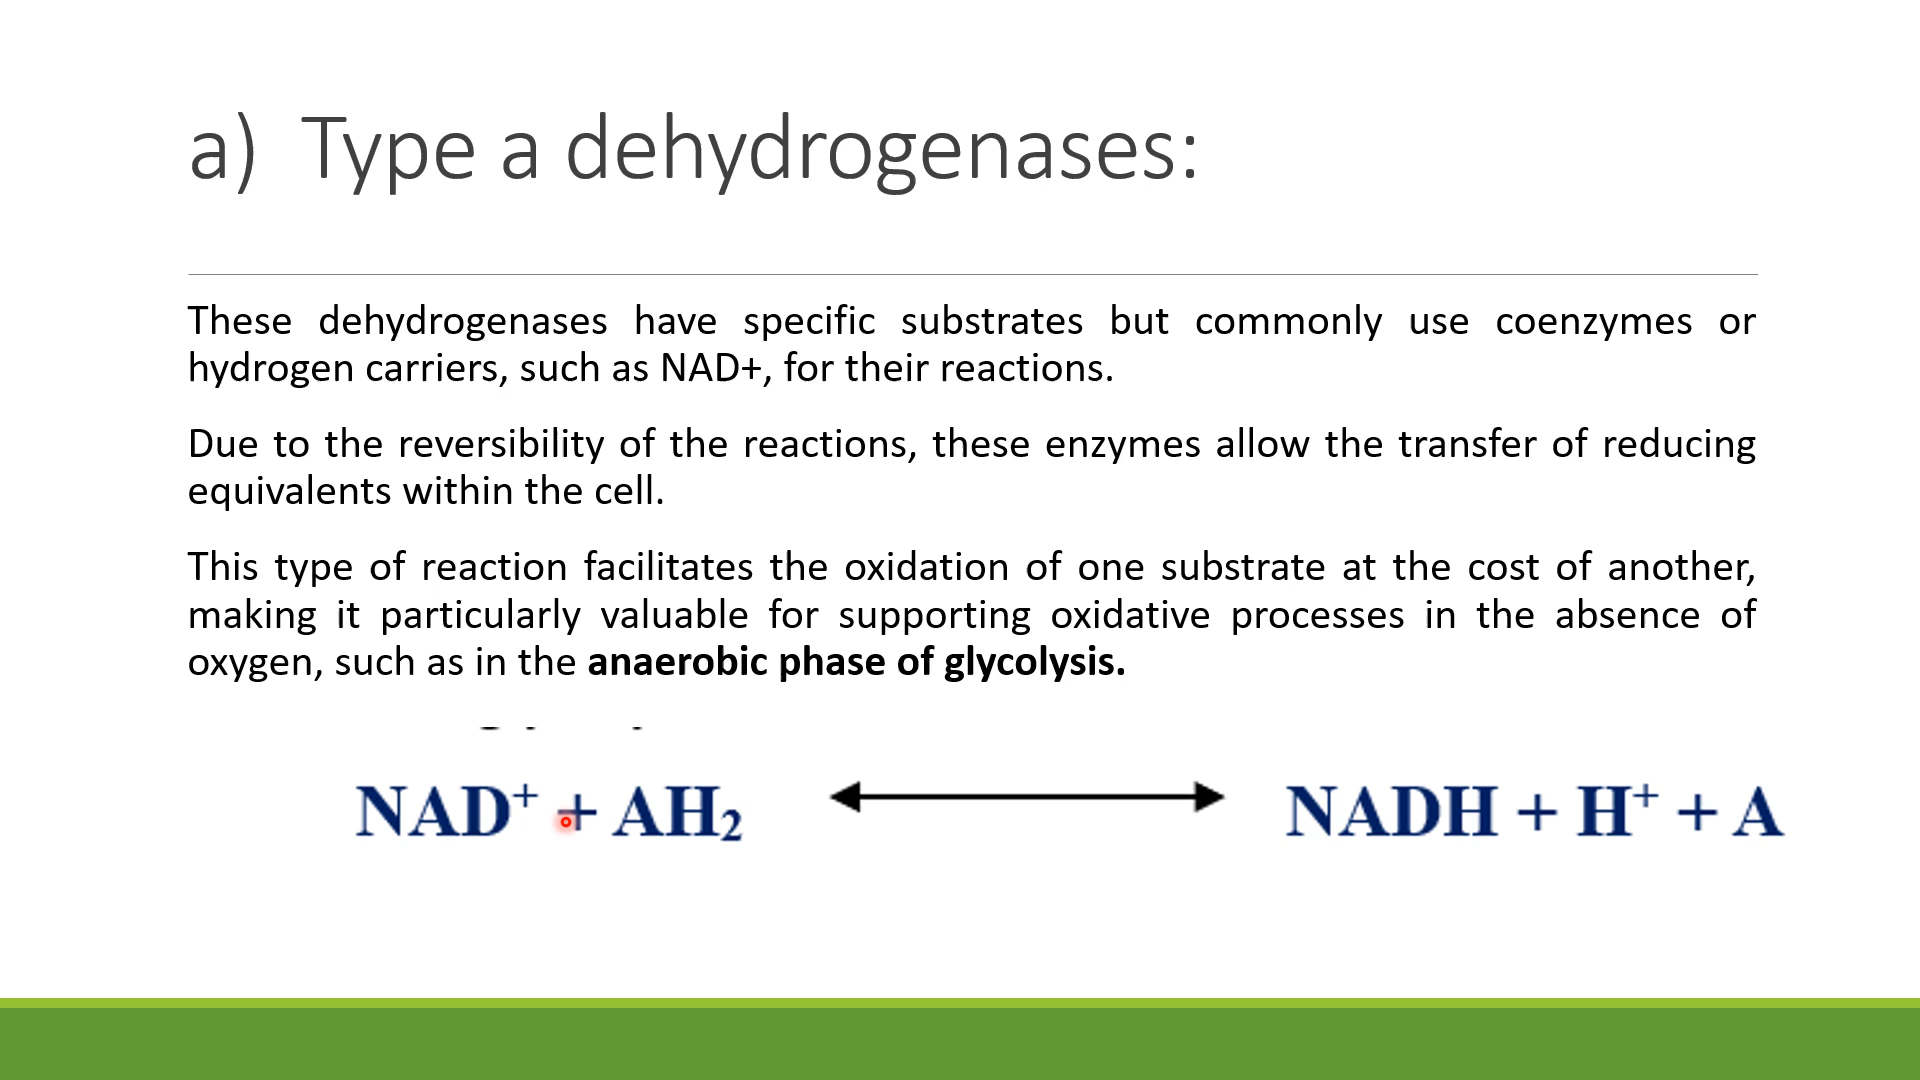 a) Type a dehydrogenases:
These dehydrogenases have specific substrates but commonly use coenzymes or
hydrogen carriers, such as NAD+, for their reactions.
Due to the reversibility of the reactions, these enzymes allow the transfer of reducing
equivalents within the cell.
This type of reaction facilitates the oxidation of one substrate at the cost of another,
making it particularly valuable for supporting oxidative processes in the absence of
oxygen, such as in the anaerobic phase of glycolysis.
NAD⁺ + AH₂ ⟷ NADH + H⁺ + A